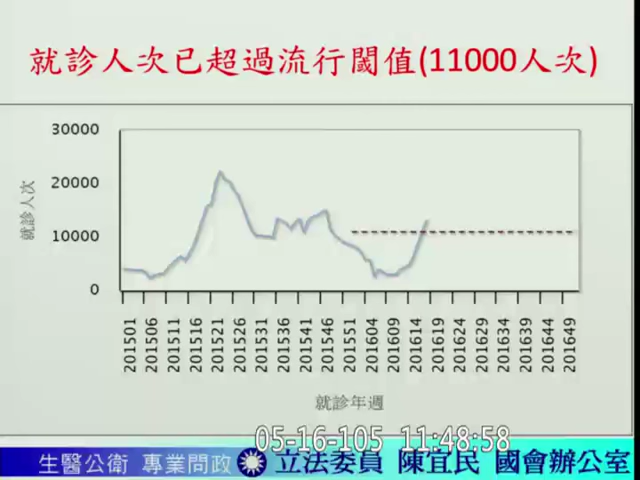 就診人次已超過流行閾值(11000人次)
30000
20000
10000
0
就診人次
201501 201506 201511 201516 201521 201526 201531 201536 201541 201546 201551 201604 201609 201614 201619 201624 201629 201634 201639 201644 201649
就診年週
05-16-105 11:48:58
生醫公衛 專業問政 立法委員 陳宜民 國會辦公室